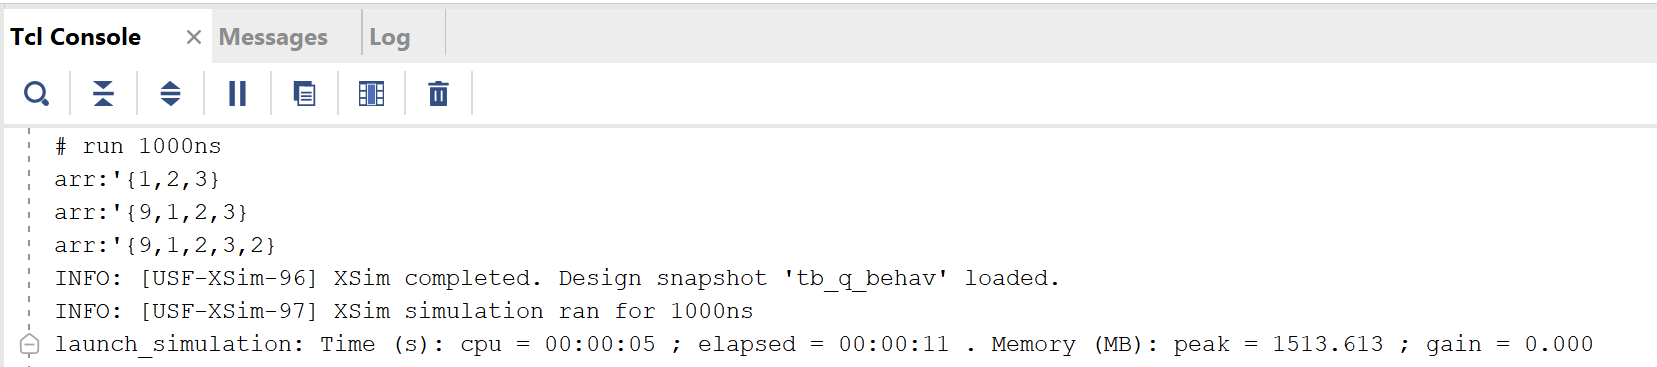 Tcl Console × Messages Log
# run 1000ns
arr:'{1,2,3}
arr:'{9,1,2,3}
arr:'{9,1,2,3,2}
INFO: [USF-XSim-96] XSim completed. Design snapshot 'tb_q_behav' loaded.
INFO: [USF-XSim-97] XSim simulation ran for 1000ns
launch_simulation: Time (s): cpu = 00:00:05 ; elapsed = 00:00:11 . Memory (MB): peak = 1513.613 ; gain = 0.000